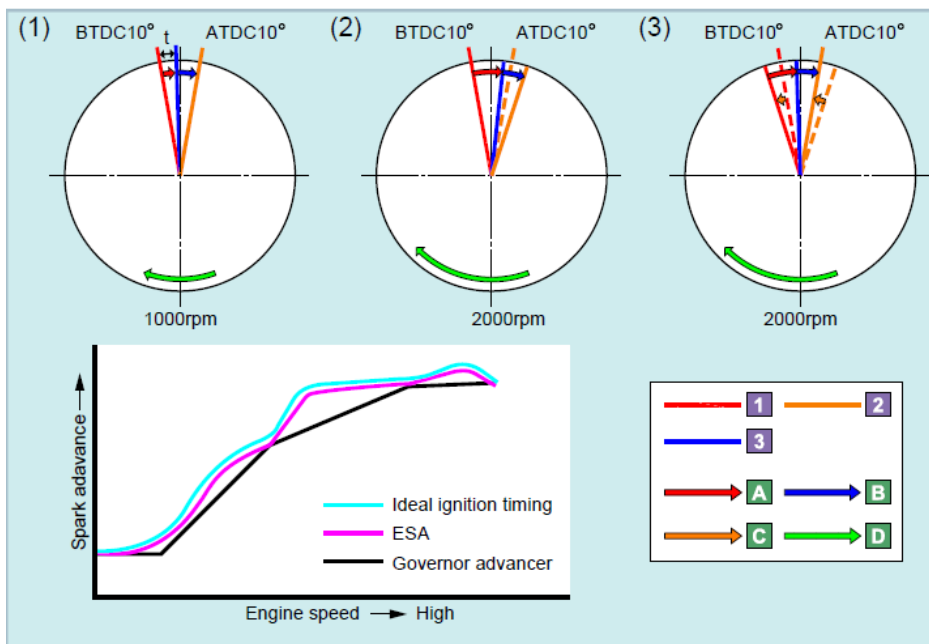 (1) BTDC10° t ATDC10°
(2) BTDC10° ATDC10°
(3) BTDC10° ATDC10°
1000rpm
2000rpm
2000rpm
Spark adavance
Ideal ignition timing
ESA
Governor advancer
Engine speed High
1 2
3
A B
C D